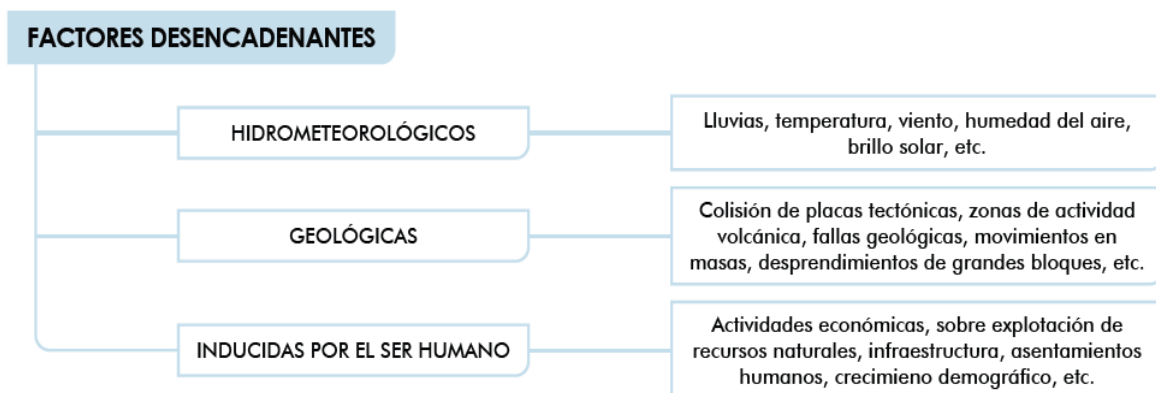 FACTORES DESENCADENANTES
HIDROMETEOROLÓGICOS
Lluvias, temperatura, viento, humedad del aire,
brillo solar, etc.
GEOLÓGICAS
Colisión de placas tectónicas, zonas de actividad
volcánica, fallas geológicas, movimientos en
masas, desprendimientos de grandes bloques, etc.
INDUCIDAS POR EL SER HUMANO
Actividades económicas, sobre explotación de
recursos naturales, infraestructura, asentamientos
humanos, crecimieno demográfico, etc.